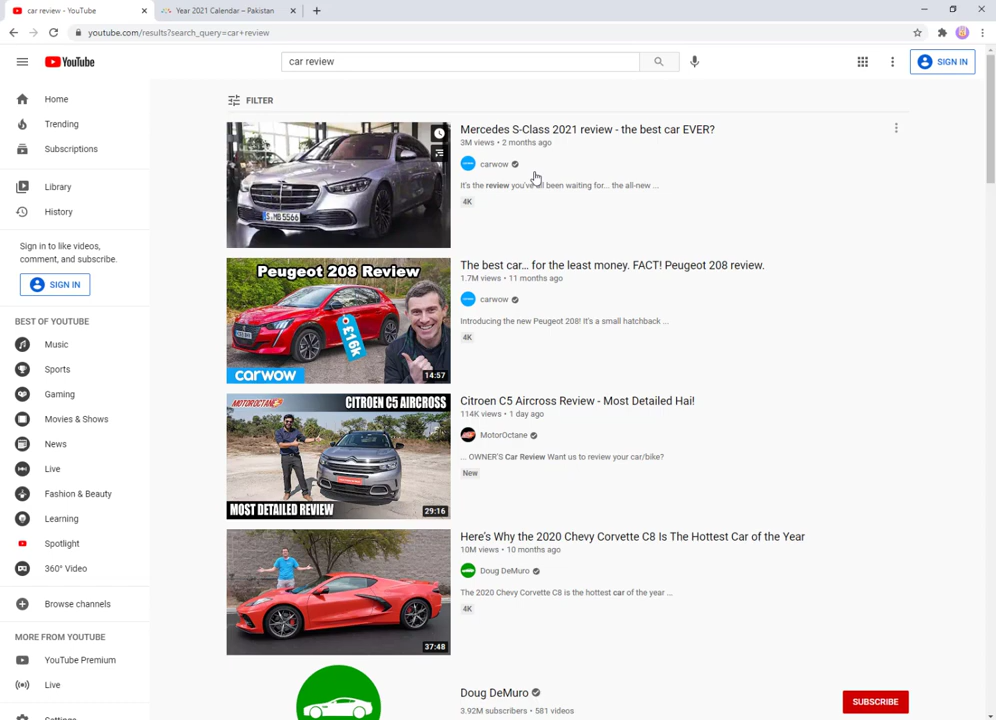 car review - YouTube
Year 2021 Calendar – Pakistan
youtube.com/results?search_query=car+review
YouTube
car review
SIGN IN
Home
Trending
Subscriptions
Library
History
Sign in to like videos,
comment, and subscribe.
SIGN IN
BEST OF YOUTUBE
Music
Sports
Gaming
Movies & Shows
News
Live
Fashion & Beauty
Learning
Spotlight
360° Video
Browse channels
MORE FROM YOUTUBE
YouTube Premium
Live
FILTER
S·MB 5566
Mercedes S-Class 2021 review - the best car EVER?
3M views • 2 months ago
carwow
It's the review you've all been waiting for... the all-new ...
4K
Peugeot 208 Review
£16k
carwow
14:57
The best car... for the least money. FACT! Peugeot 208 review.
1.7M views • 11 months ago
carwow
Introducing the new Peugeot 208! It's a small hatchback ...
4K
MOTOROCTANE
CITROEN C5 AIRCROSS
MOST DETAILED REVIEW
29:16
Citroen C5 Aircross Review - Most Detailed Hai!
114K views • 1 day ago
MotorOctane
... OWNER'S Car Review Want us to review your car/bike?
New
37:48
Here's Why the 2020 Chevy Corvette C8 Is The Hottest Car of the Year
10M views • 10 months ago
Doug DeMuro
The 2020 Chevy Corvette C8 is the hottest car of the year ...
4K
Doug DeMuro
3.92M subscribers • 581 videos
SUBSCRIBE